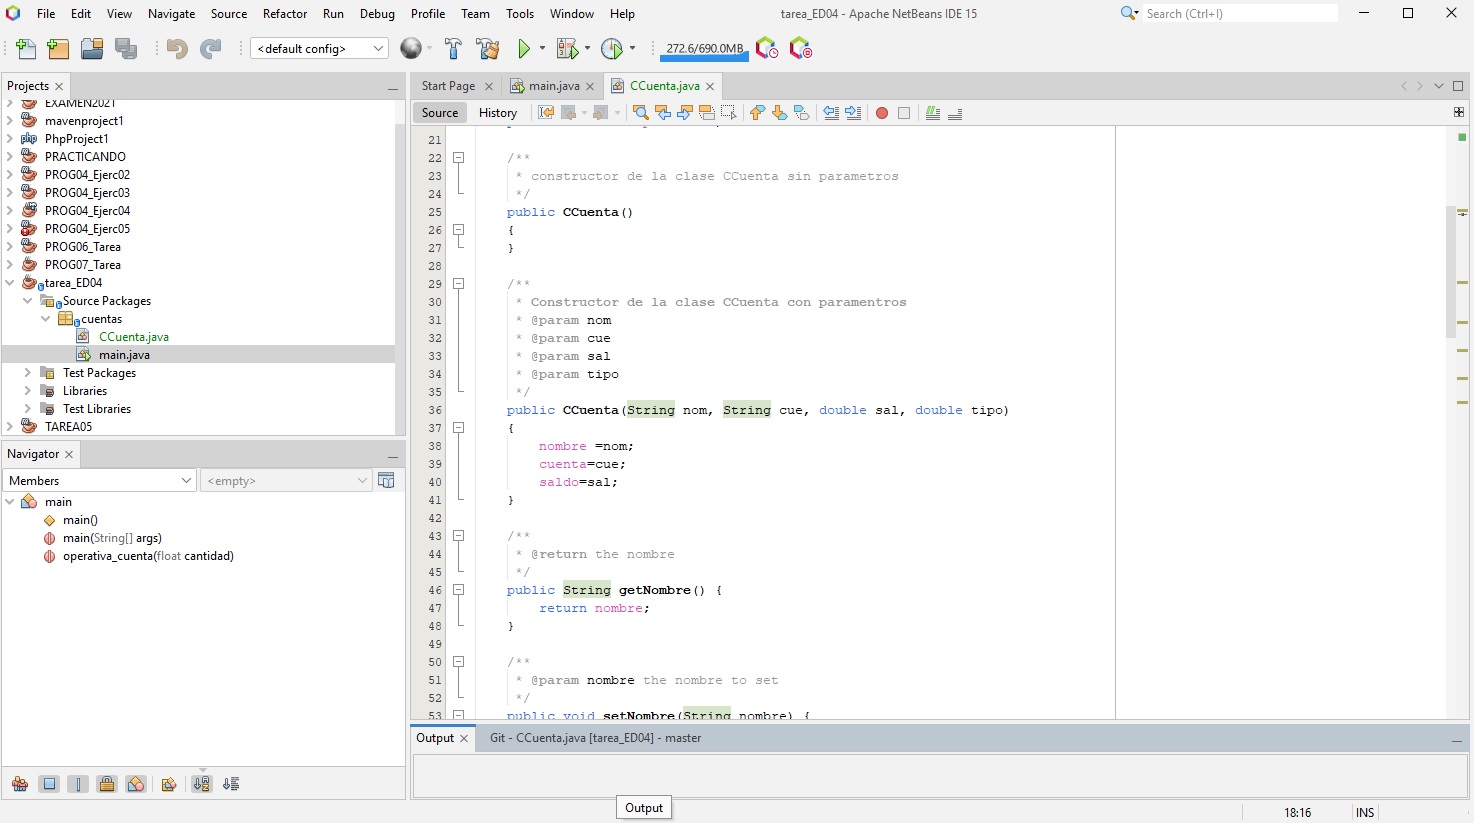 File Edit View Navigate Source Refactor Run Debug Profile Team Tools Window Help
tarea_ED04 - Apache NetBeans IDE 15
Search (Ctrl+I)
<default config>
272.6/690.0MB
Projects
EXAMEN2021
mavenproject1
php PhpProject1
PRACTICANDO
PROG04_Ejerc02
PROG04_Ejerc03
PROG04_Ejerc04
PROG04_Ejerc05
PROG06_Tarea
PROG07_Tarea
tarea_ED04
Source Packages
cuentas
CCuenta.java
main.java
Test Packages
Libraries
Test Libraries
TAREA05
Navigator
Members
<empty>
main
main()
main(String[] args)
operativa_cuenta(float cantidad)
Start Page main.java CCuenta.java
Source History
21
22 /**
23 * constructor de la clase CCuenta sin parametros
24 */
25 public CCuenta()
26 {
27 }
28
29 /**
30 * Constructor de la clase CCuenta con paramentros
31 * @param nom
32 * @param cue
33 * @param sal
34 * @param tipo
35 */
36 public CCuenta(String nom, String cue, double sal, double tipo)
37 {
38 nombre =nom;
39 cuenta=cue;
40 saldo=sal;
41 }
42
43 /**
44 * @return the nombre
45 */
46 public String getNombre() {
47 return nombre;
48 }
49
50 /**
51 * @param nombre the nombre to set
52 */
53 public void setNombre(String nombre) {
Output Git - CCuenta.java [tarea_ED04] - master
Output
18:16 INS